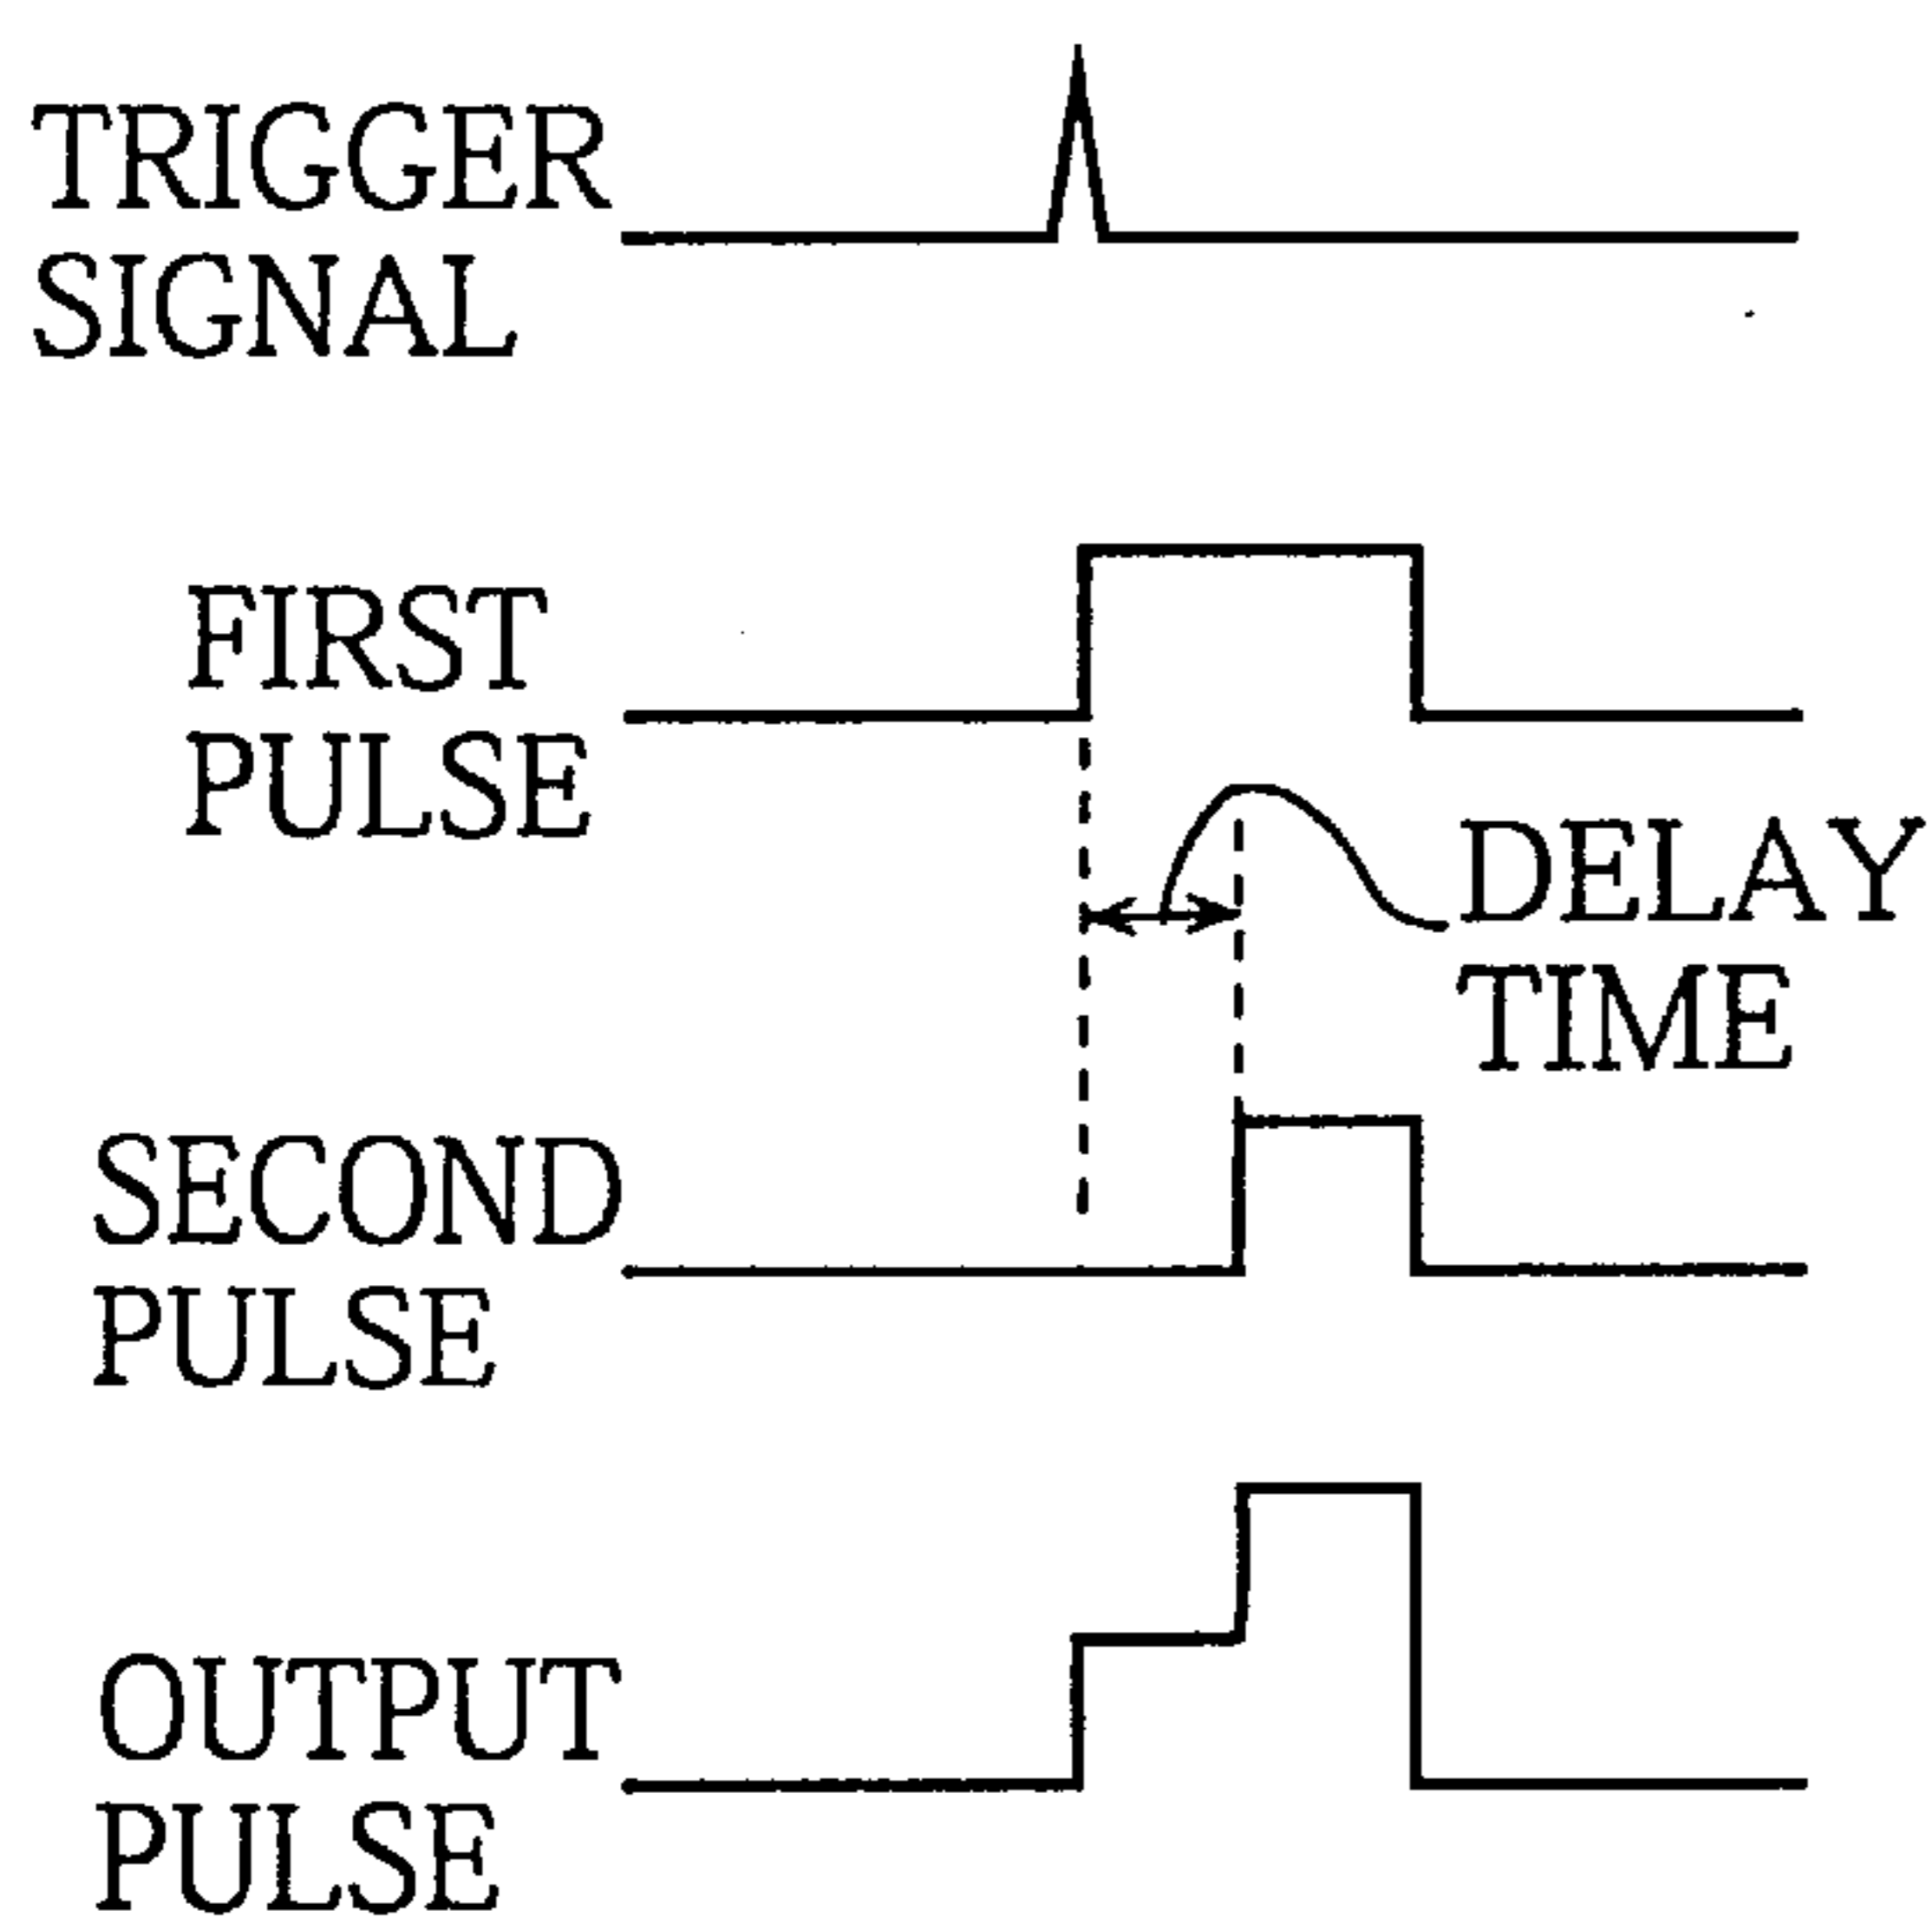 TRIGGER
SIGNAL
FIRST
PULSE
DELAY
TIME
SECOND
PULSE
OUTPUT
PULSE